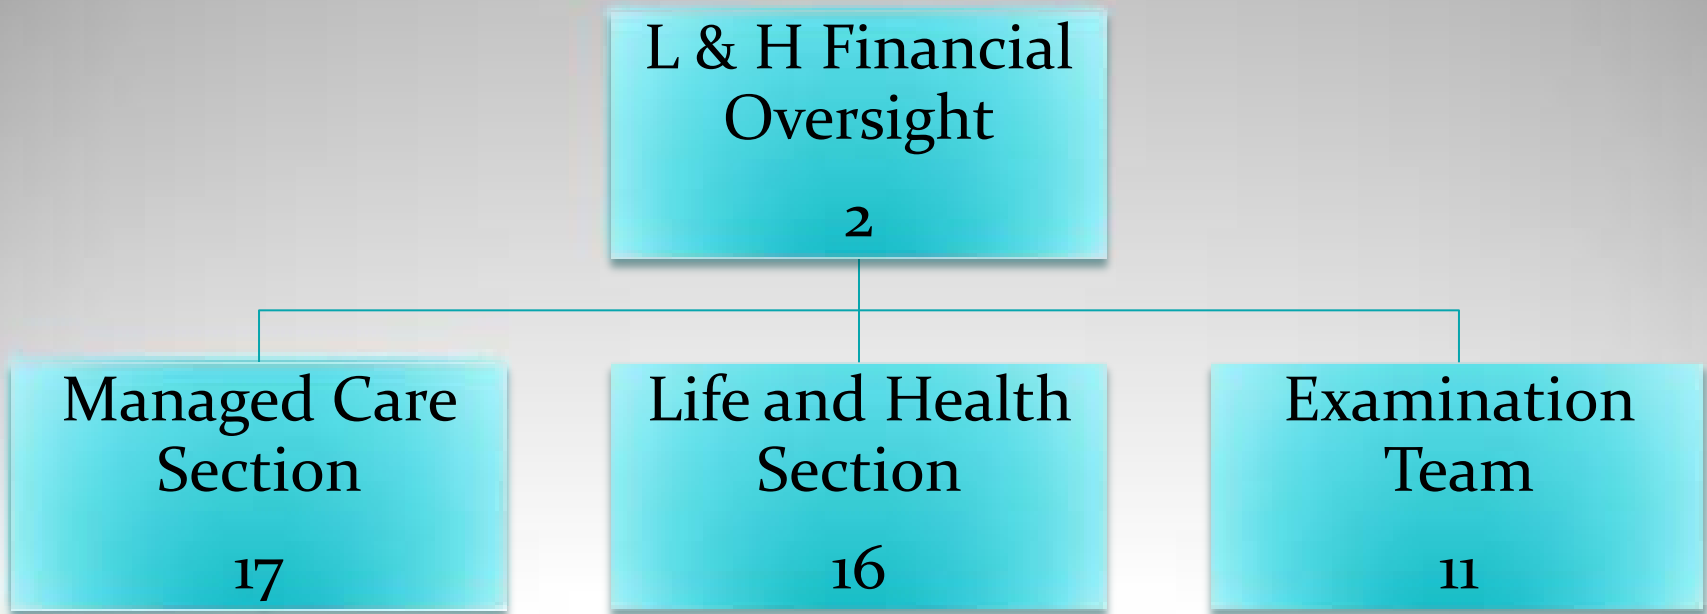 L & H Financial
Oversight
2
Managed Care
Section
17
Life and Health
Section
16
Examination
Team
11